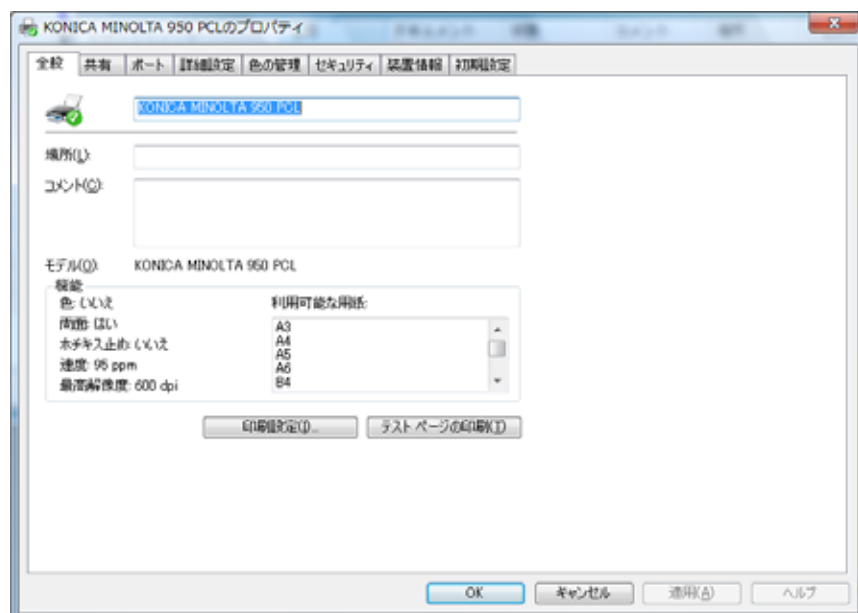 KONICA MINOLTA 950 PCLのプロパティ
全般 共有 ポート 詳細設定 色の管理 セキュリティ 装置情報 初期設定
KONICA MINOLTA 950 PCL
場所(L):
コメント(C):
モデル(O): KONICA MINOLTA 950 PCL
機能
色: いいえ 利用可能な用紙:
両面: はい
ホチキス止め: いいえ
速度: 95 ppm
最高解像度: 600 dpi
A3
A4
A5
A6
B4
印刷設定(I)... テスト ページの印刷(T)
OK キャンセル 適用(A) ヘルプ